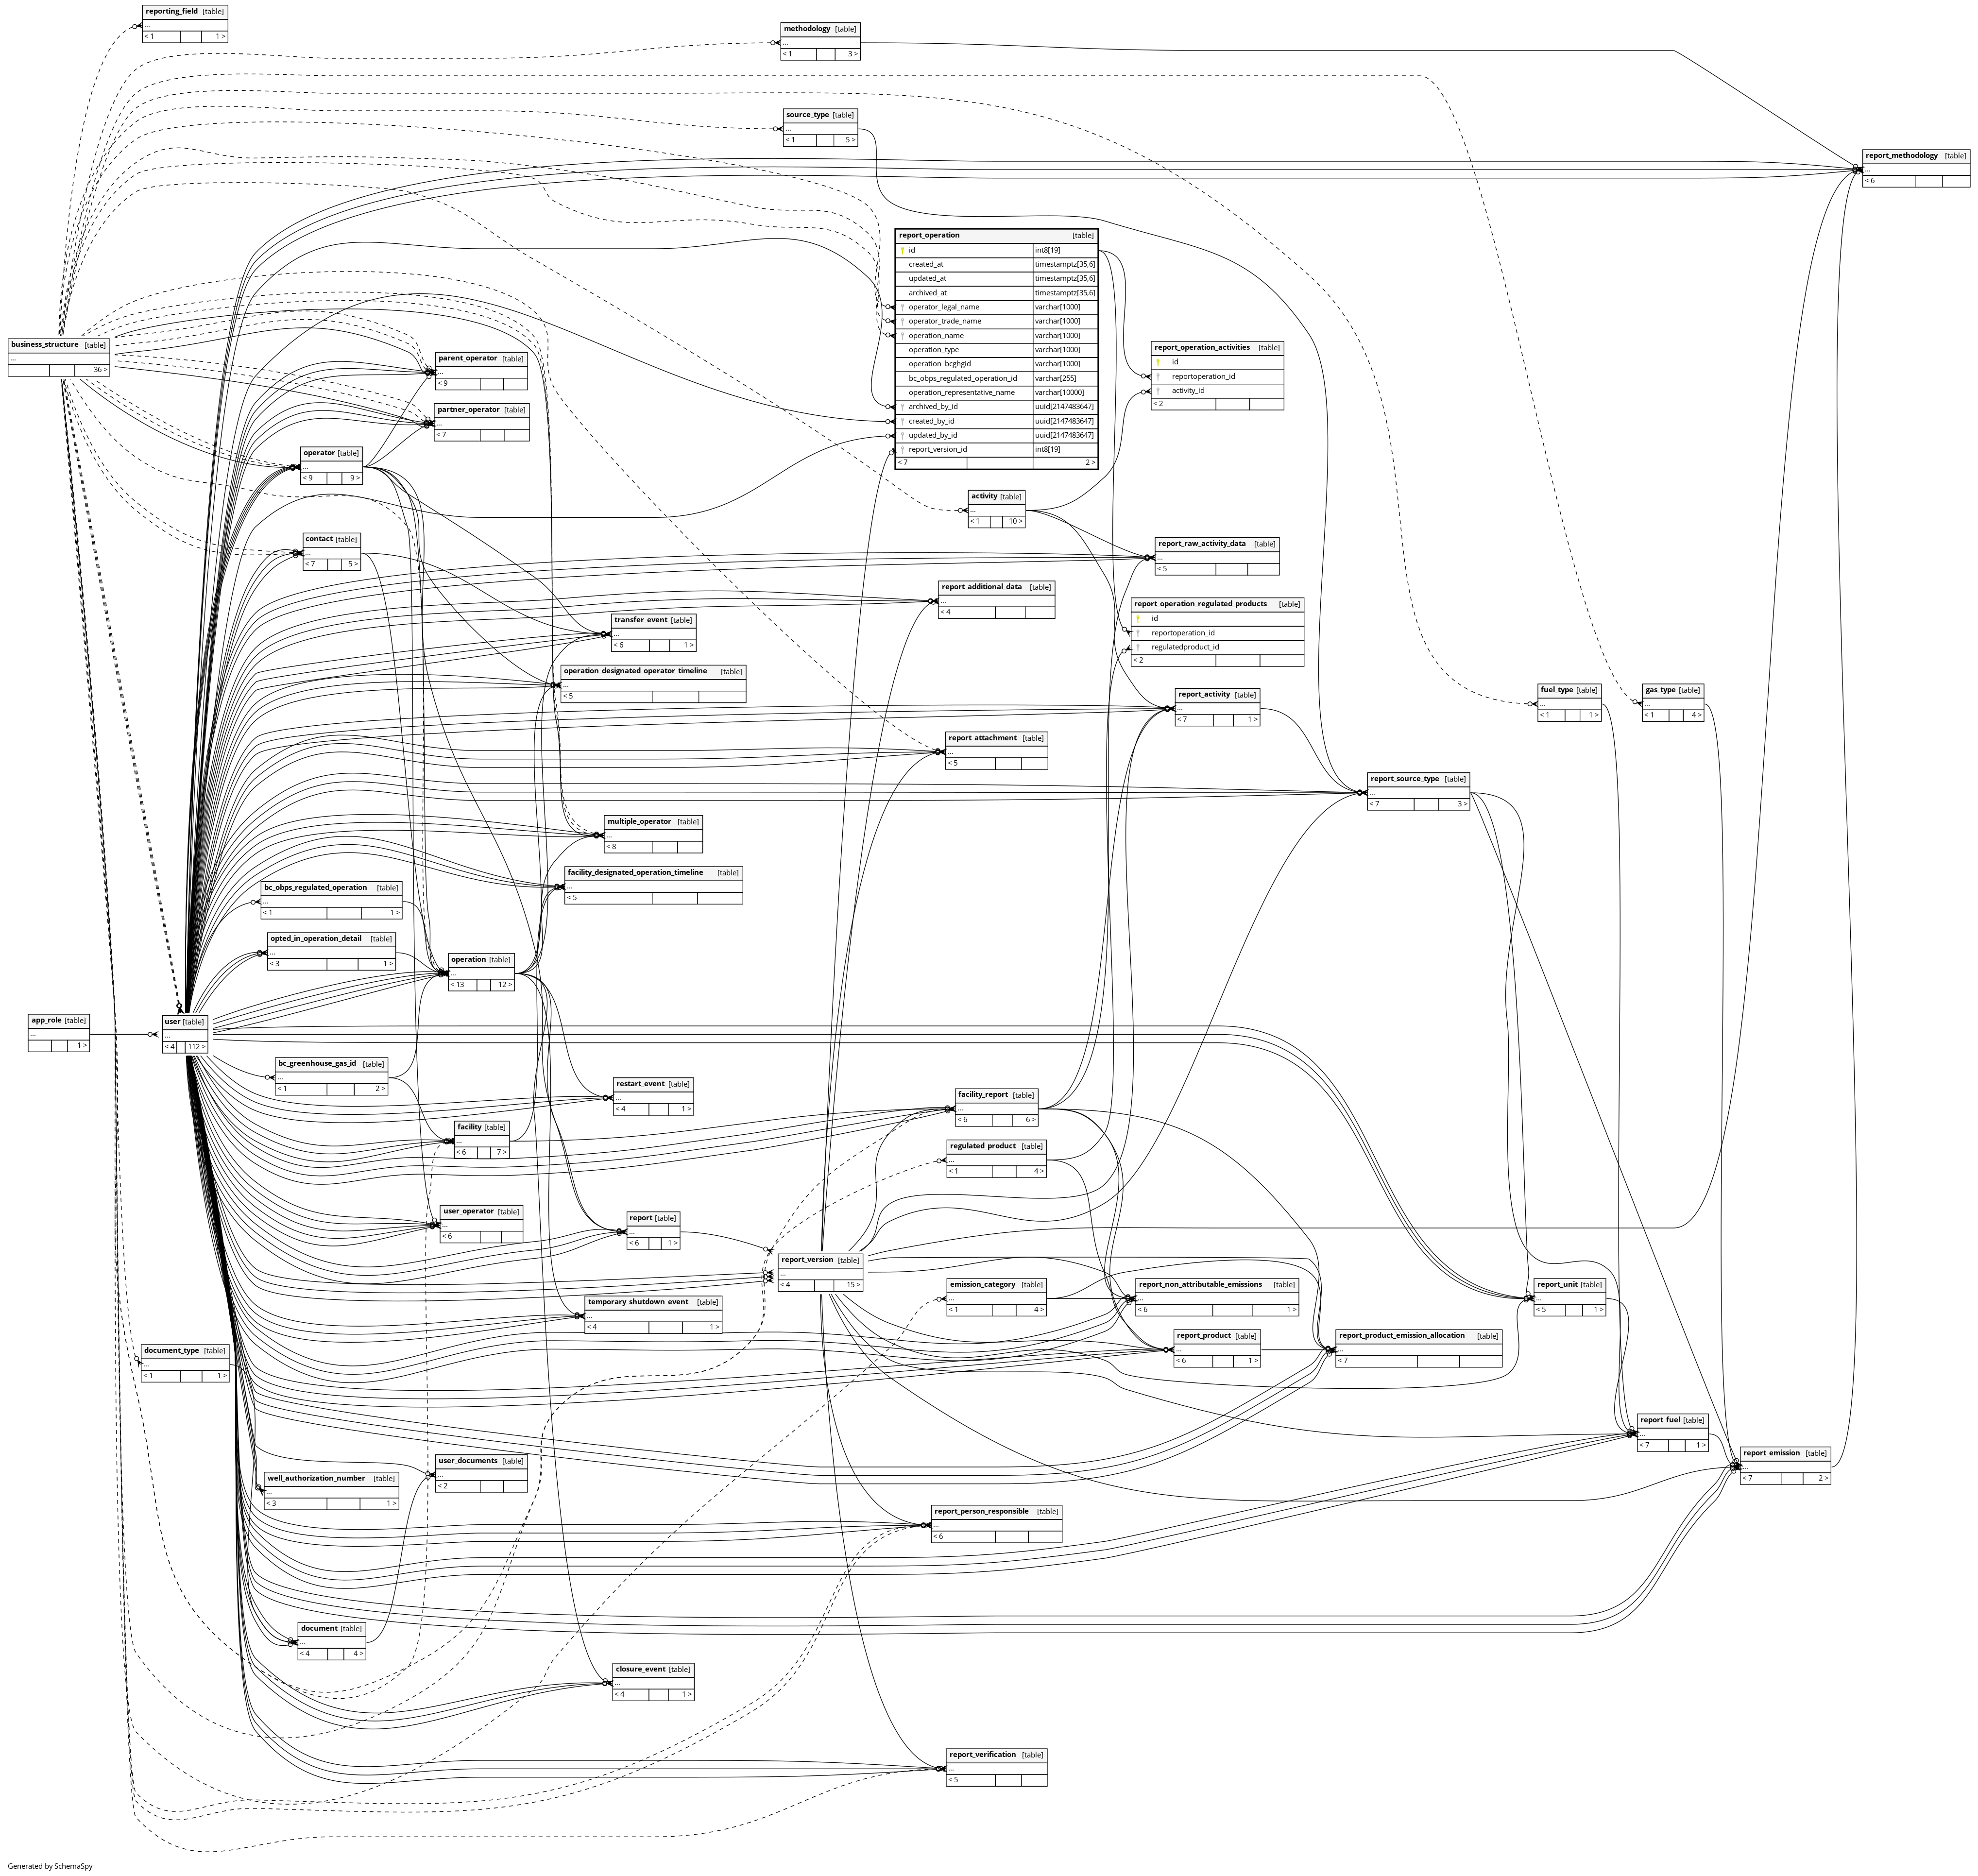 reporting_field [table]
...
< 1 1 >
methodology [table]
...
< 1 3 >
source_type [table]
...
< 1 5 >
report_methodology [table]
...
< 6
report_operation [table]
id int8[19]
created_at timestamptz[35,6]
updated_at timestamptz[35,6]
archived_at timestamptz[35,6]
operator_legal_name varchar[1000]
operator_trade_name varchar[1000]
operation_name varchar[1000]
operation_type varchar[1000]
operation_bcghgid varchar[1000]
bc_obps_regulated_operation_id varchar[255]
operation_representative_name varchar[10000]
archived_by_id uuid[2147483647]
created_by_id uuid[2147483647]
updated_by_id uuid[2147483647]
report_version_id int8[19]
< 7 2 >
business_structure [table]
...
36 >
parent_operator [table]
...
< 9
report_operation_activities [table]
id
reportoperation_id
activity_id
< 2
partner_operator [table]
...
< 7
operator [table]
...
< 9 9 >
activity [table]
...
< 1 10 >
contact [table]
...
< 7 5 >
report_raw_activity_data [table]
...
< 5
report_additional_data [table]
...
< 4
report_operation_regulated_products [table]
id
reportoperation_id
regulatedproduct_id
< 2
transfer_event [table]
...
< 6 1 >
operation_designated_operator_timeline [table]
...
< 5
report_activity [table]
...
< 7 1 >
fuel_type [table]
...
< 1 1 >
gas_type [table]
...
< 1 4 >
report_attachment [table]
...
< 5
report_source_type [table]
...
< 7 3 >
multiple_operator [table]
...
< 8
facility_designated_operation_timeline [table]
...
< 5
bc_obps_regulated_operation [table]
...
< 1 1 >
opted_in_operation_detail [table]
...
< 3 1 >
operation [table]
...
< 13 12 >
app_role [table]
...
1 >
user [table]
...
< 4 112 >
bc_greenhouse_gas_id [table]
...
< 1 2 >
restart_event [table]
...
< 4 1 >
facility_report [table]
...
< 6 6 >
facility [table]
...
< 6 7 >
regulated_product [table]
...
< 1 4 >
user_operator [table]
...
< 6
report [table]
...
< 6 1 >
report_version [table]
...
< 4 15 >
emission_category [table]
...
< 1 4 >
report_non_attributable_emissions [table]
...
< 6 1 >
report_unit [table]
...
< 5 1 >
temporary_shutdown_event [table]
...
< 4 1 >
report_product [table]
...
< 6 1 >
report_product_emission_allocation [table]
...
< 7
document_type [table]
...
< 1 1 >
report_fuel [table]
...
< 7 1 >
report_emission [table]
...
< 7 2 >
user_documents [table]
...
< 2
well_authorization_number [table]
...
< 3 1 >
report_person_responsible [table]
...
< 6
document [table]
...
< 4 4 >
closure_event [table]
...
< 4 1 >
report_verification [table]
...
< 5
Generated by SchemaSpy